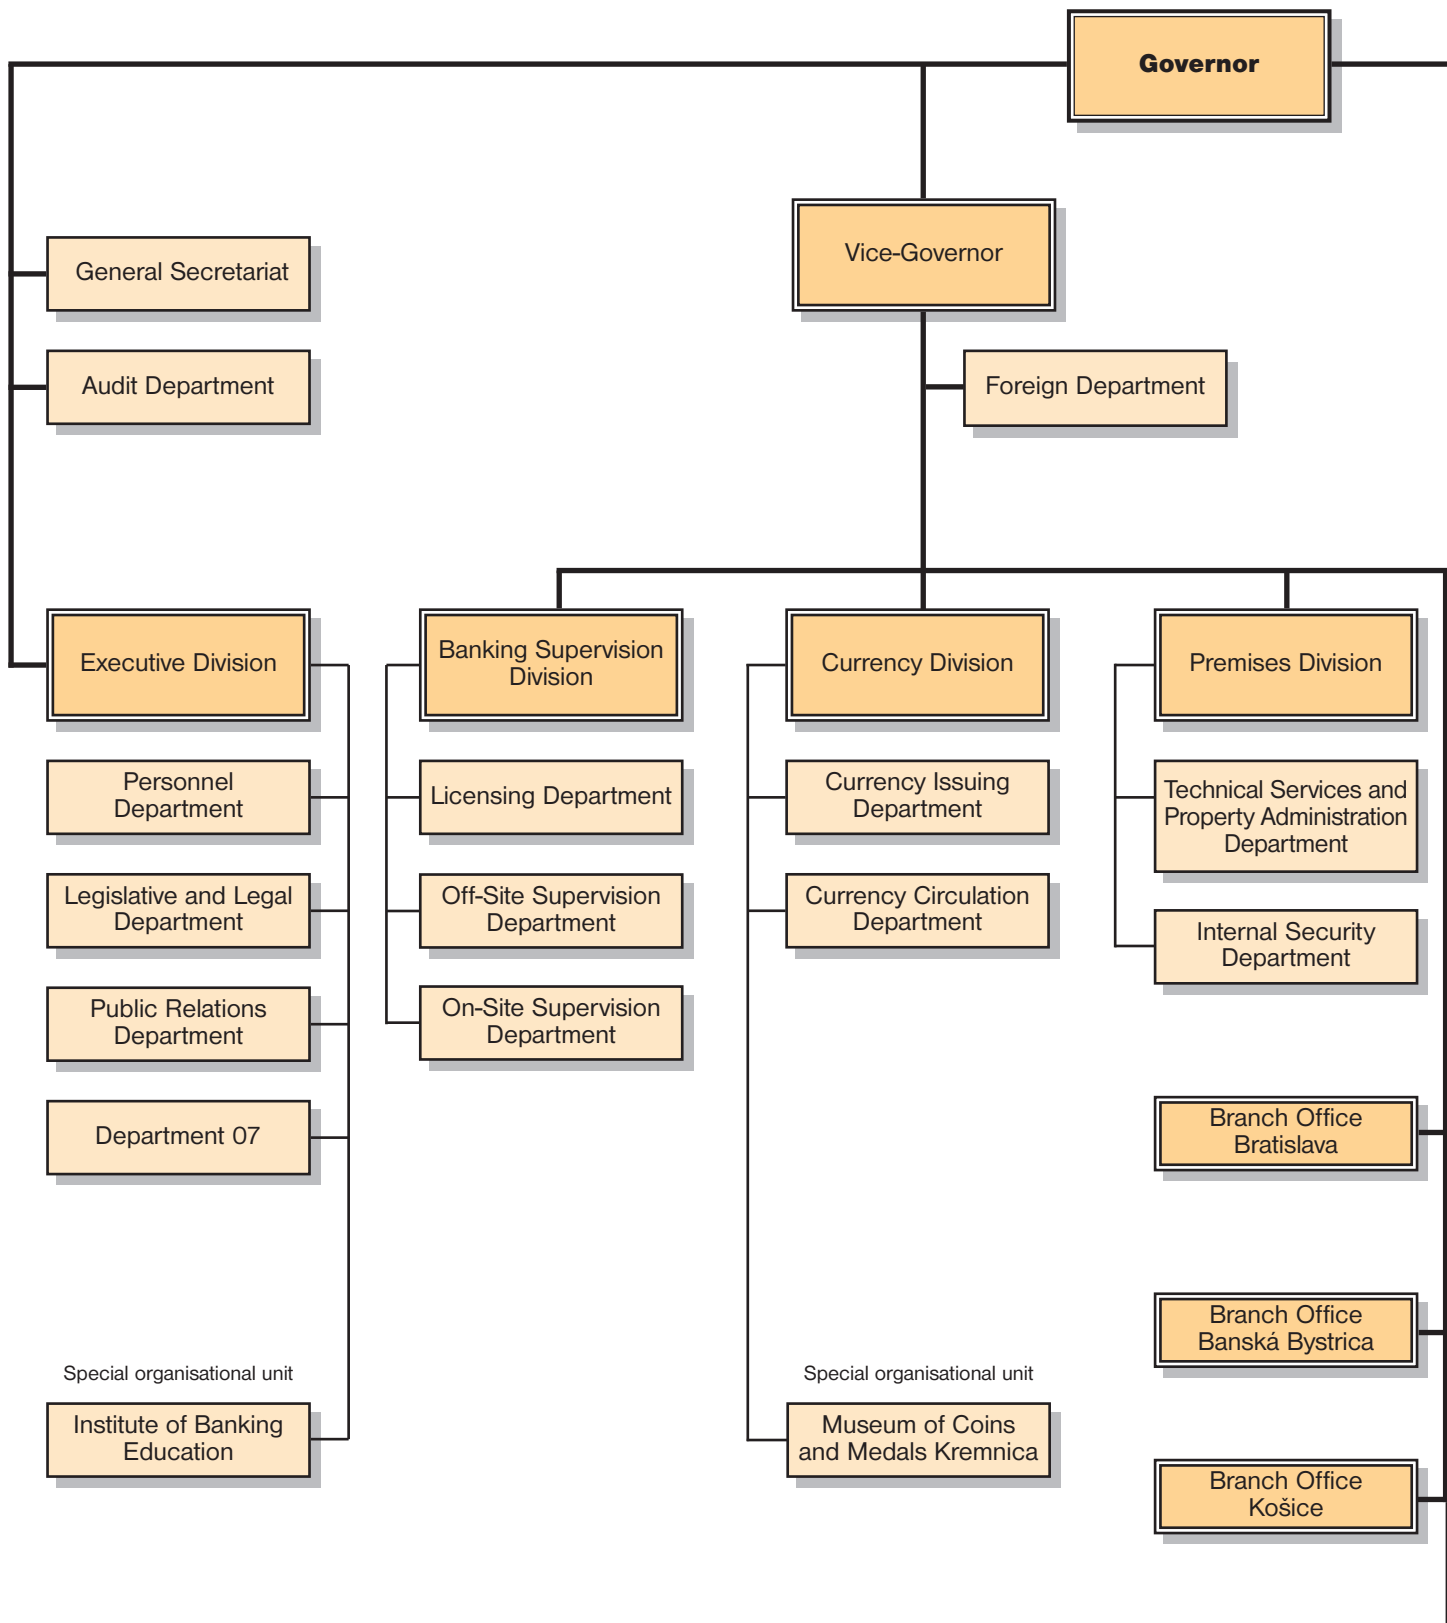 Governor
Vice-Governor
General Secretariat
Audit Department
Foreign Department
Executive Division
Personnel
Department
Legislative and Legal
Department
Public Relations
Department
Department 07
Special organisational unit
Institute of Banking
Education
Banking Supervision
Division
Licensing Department
Off-Site Supervision
Department
On-Site Supervision
Department
Currency Division
Currency Issuing
Department
Currency Circulation
Department
Special organisational unit
Museum of Coins
and Medals Kremnica
Premises Division
Technical Services and
Property Administration
Department
Internal Security
Department
Branch Office
Bratislava
Branch Office
Banská Bystrica
Branch Office
Košice